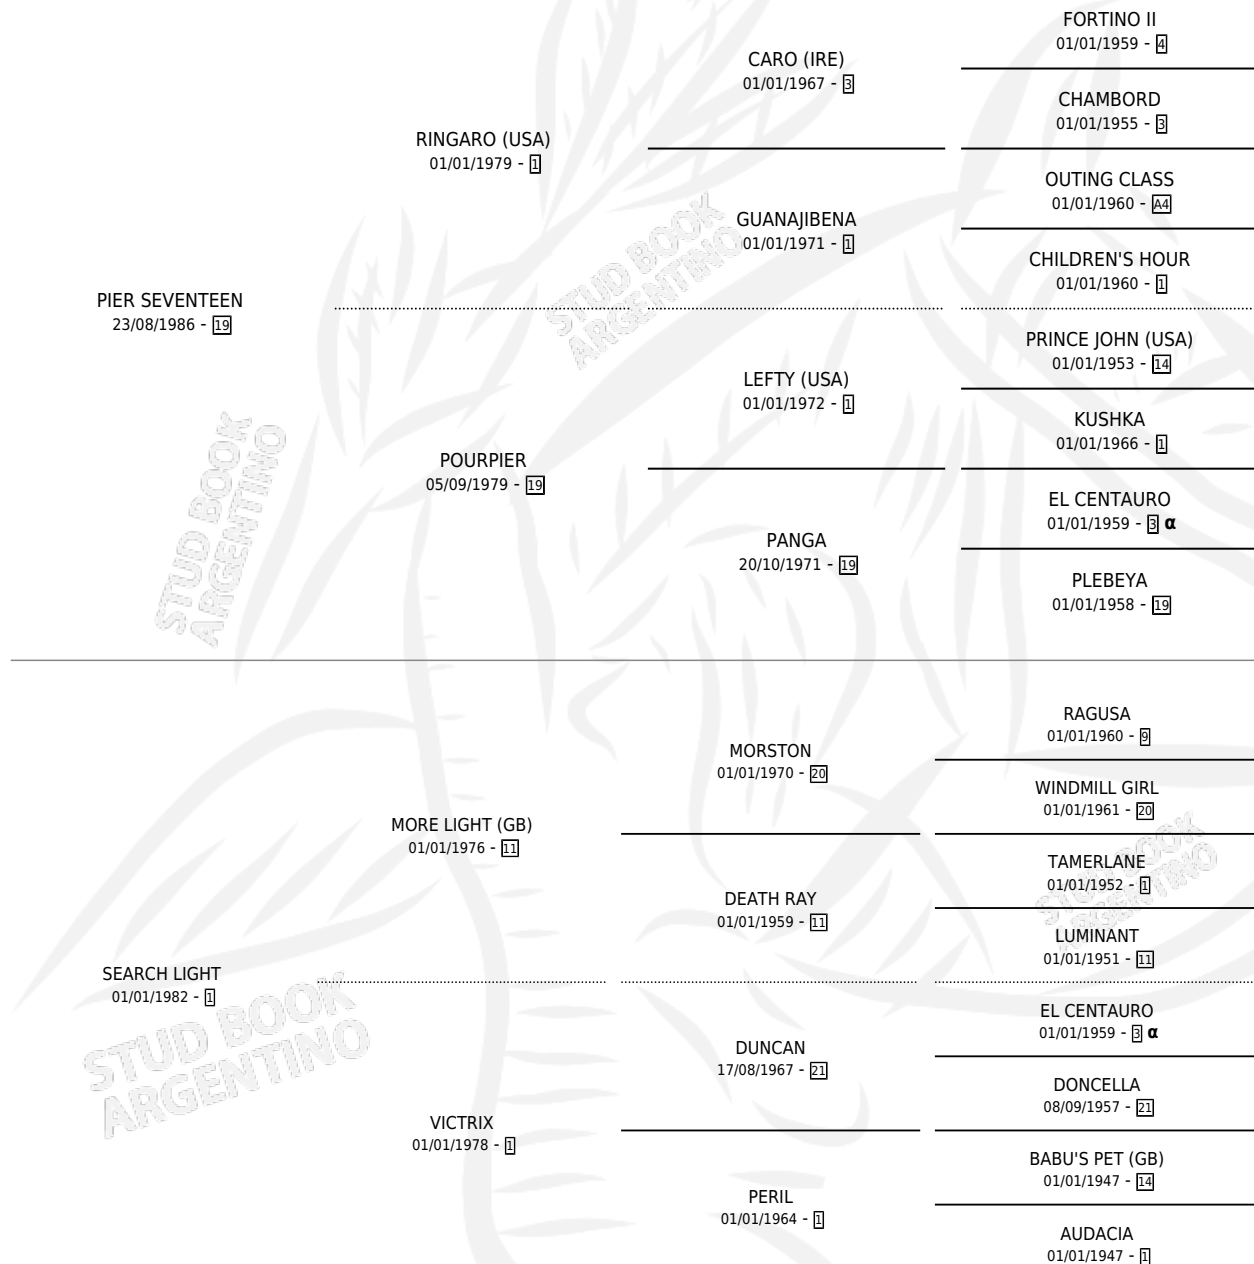 FORTINO II
01/01/1959 - 4
CARO (IRE)
01/01/1967 - 3
CHAMBORD
01/01/1955 - 3
RINGARO (USA)
01/01/1979 - 1
OUTING CLASS
01/01/1960 - A4
GUANAJIBENA
01/01/1971 - 1
CHILDREN'S HOUR
01/01/1960 - 1
PIER SEVENTEEN
23/08/1986 - 19
PRINCE JOHN (USA)
01/01/1953 - 14
LEFTY (USA)
01/01/1972 - 1
KUSHKA
01/01/1966 - 1
POURPIER
05/09/1979 - 19
EL CENTAURO
01/01/1959 - 3 α
PANGA
20/10/1971 - 19
PLEBEYA
01/01/1958 - 19
RAGUSA
01/01/1960 - 9
MORSTON
01/01/1970 - 20
WINDMILL GIRL
01/01/1961 - 20
MORE LIGHT (GB)
01/01/1976 - 11
TAMERLANE
01/01/1952 - 1
DEATH RAY
01/01/1959 - 11
LUMINANT
01/01/1951 - 11
SEARCH LIGHT
01/01/1982 - 1
EL CENTAURO
01/01/1959 - 3 α
DUNCAN
17/08/1967 - 21
DONCELLA
08/09/1957 - 21
VICTRIX
01/01/1978 - 1
BABU'S PET (GB)
01/01/1947 - 14
PERIL
01/01/1964 - 1
AUDACIA
01/01/1947 - 1
STUD BOOK
ARGENTINO
STUD BOOK
ARGENTINO
STUD BOOK
ARGENTINO
STUD BOOK
ARGENTINO